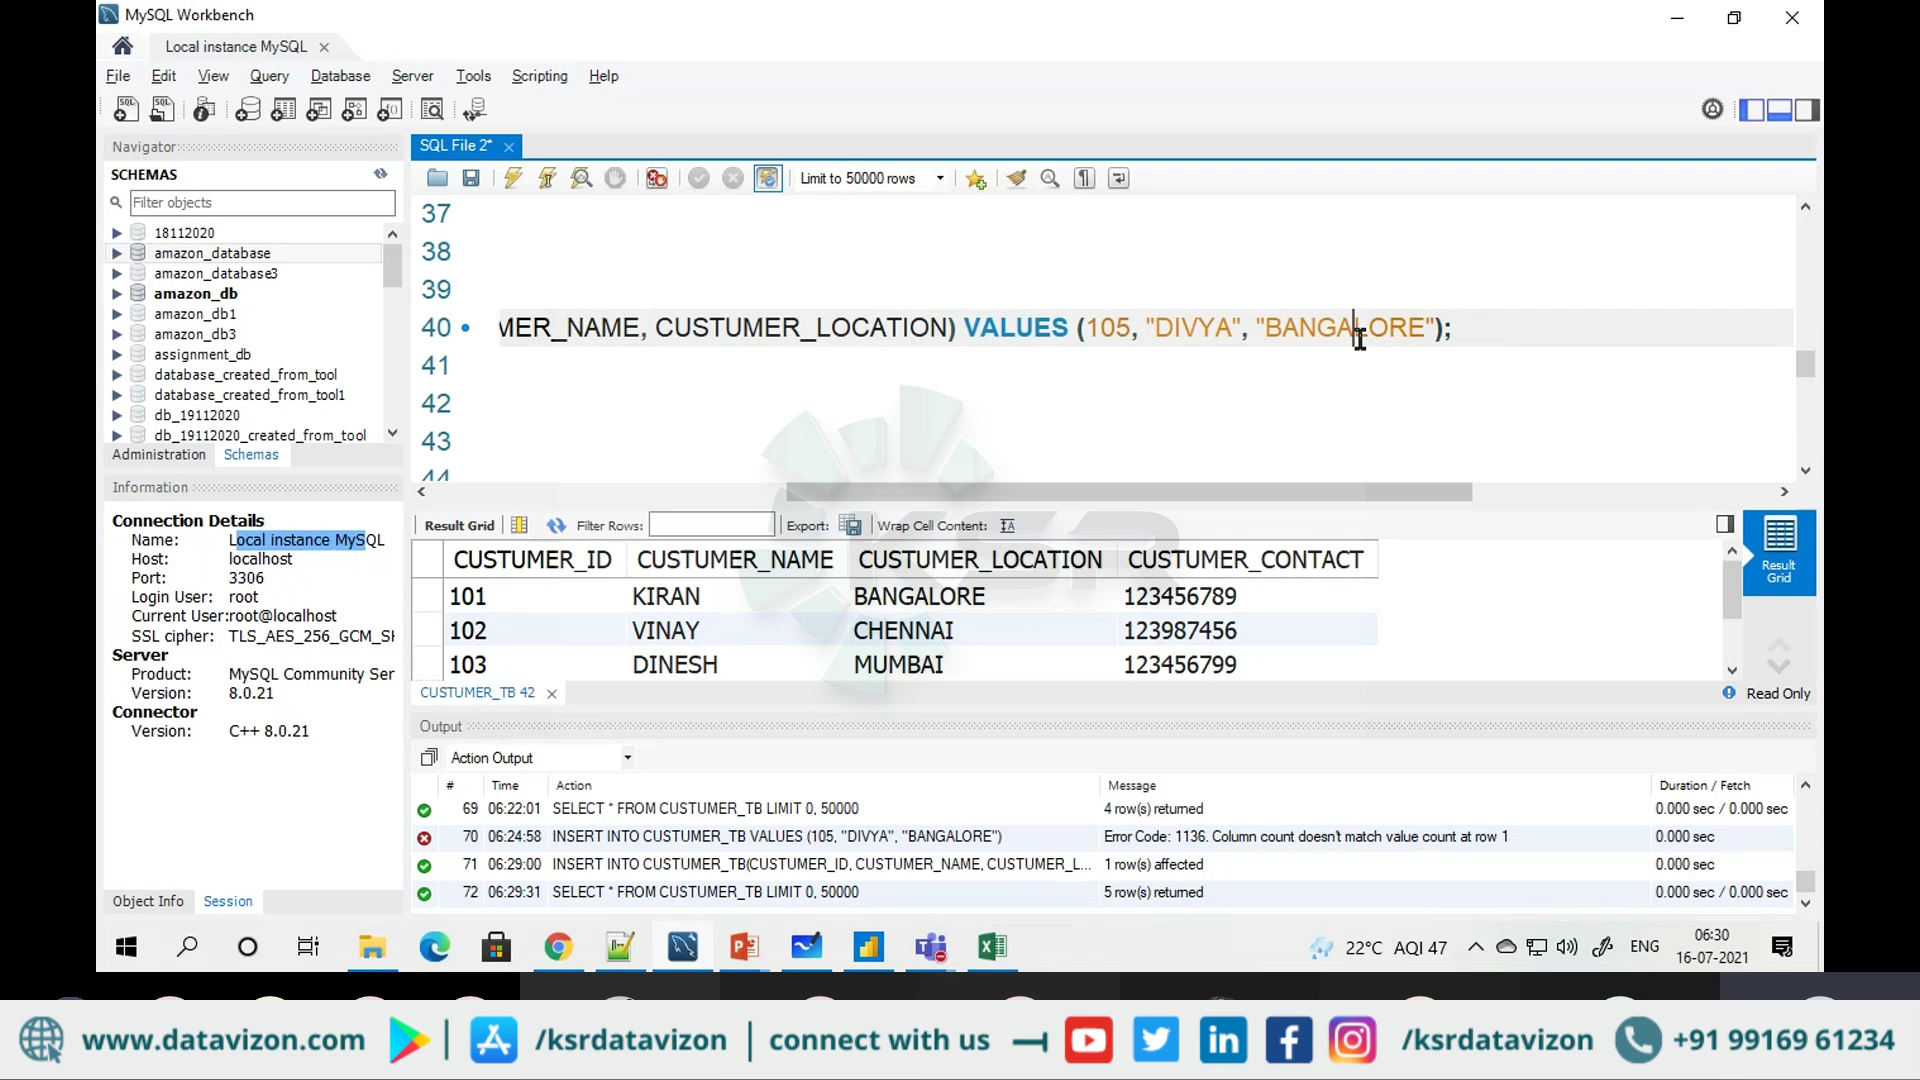 MySQL Workbench
Local instance MySQL
File Edit View Query Database Server Tools Scripting Help
Navigator
SCHEMAS
Filter objects
18112020
amazon_database
amazon_database3
amazon_db
amazon_db1
amazon_db3
assignment_db
database_created_from_tool
database_created_from_tool1
db_19112020
db_19112020_created_from_tool
Administration Schemas
Information
Connection Details
Name: Local instance MySQL
Host: localhost
Port: 3306
Login User: root
Current User:root@localhost
SSL cipher: TLS_AES_256_GCM_SH
Server
Product: MySQL Community Ser
Version: 8.0.21
Connector
Version: C++ 8.0.21
Object Info Session
SQL File 2*
Limit to 50000 rows
37
38
39
40 MER_NAME, CUSTUMER_LOCATION) VALUES (105, "DIVYA", "BANGALORE");
41
42
43
44
Result Grid Filter Rows: Export: Wrap Cell Content:
CUSTUMER_ID CUSTUMER_NAME CUSTUMER_LOCATION CUSTUMER_CONTACT
101 KIRAN BANGALORE 123456789
102 VINAY CHENNAI 123987456
103 DINESH MUMBAI 123456799
Result Grid
KSR
CUSTUMER_TB 42
Read Only
Output
Action Output
# Time Action Message Duration / Fetch
69 06:22:01 SELECT * FROM CUSTUMER_TB LIMIT 0, 50000 4 row(s) returned 0.000 sec / 0.000 sec
70 06:24:58 INSERT INTO CUSTUMER_TB VALUES (105, "DIVYA", "BANGALORE") Error Code: 1136. Column count doesn't match value count at row 1 0.000 sec
71 06:29:00 INSERT INTO CUSTUMER_TB(CUSTUMER_ID, CUSTUMER_NAME, CUSTUMER_L... 1 row(s) affected 0.000 sec
72 06:29:31 SELECT * FROM CUSTUMER_TB LIMIT 0, 50000 5 row(s) returned 0.000 sec / 0.000 sec
22°C AQI 47 ENG 06:30
16-07-2021
www.datavizon.com | /ksrdatavizon | connect with us /ksrdatavizon +91 99169 61234